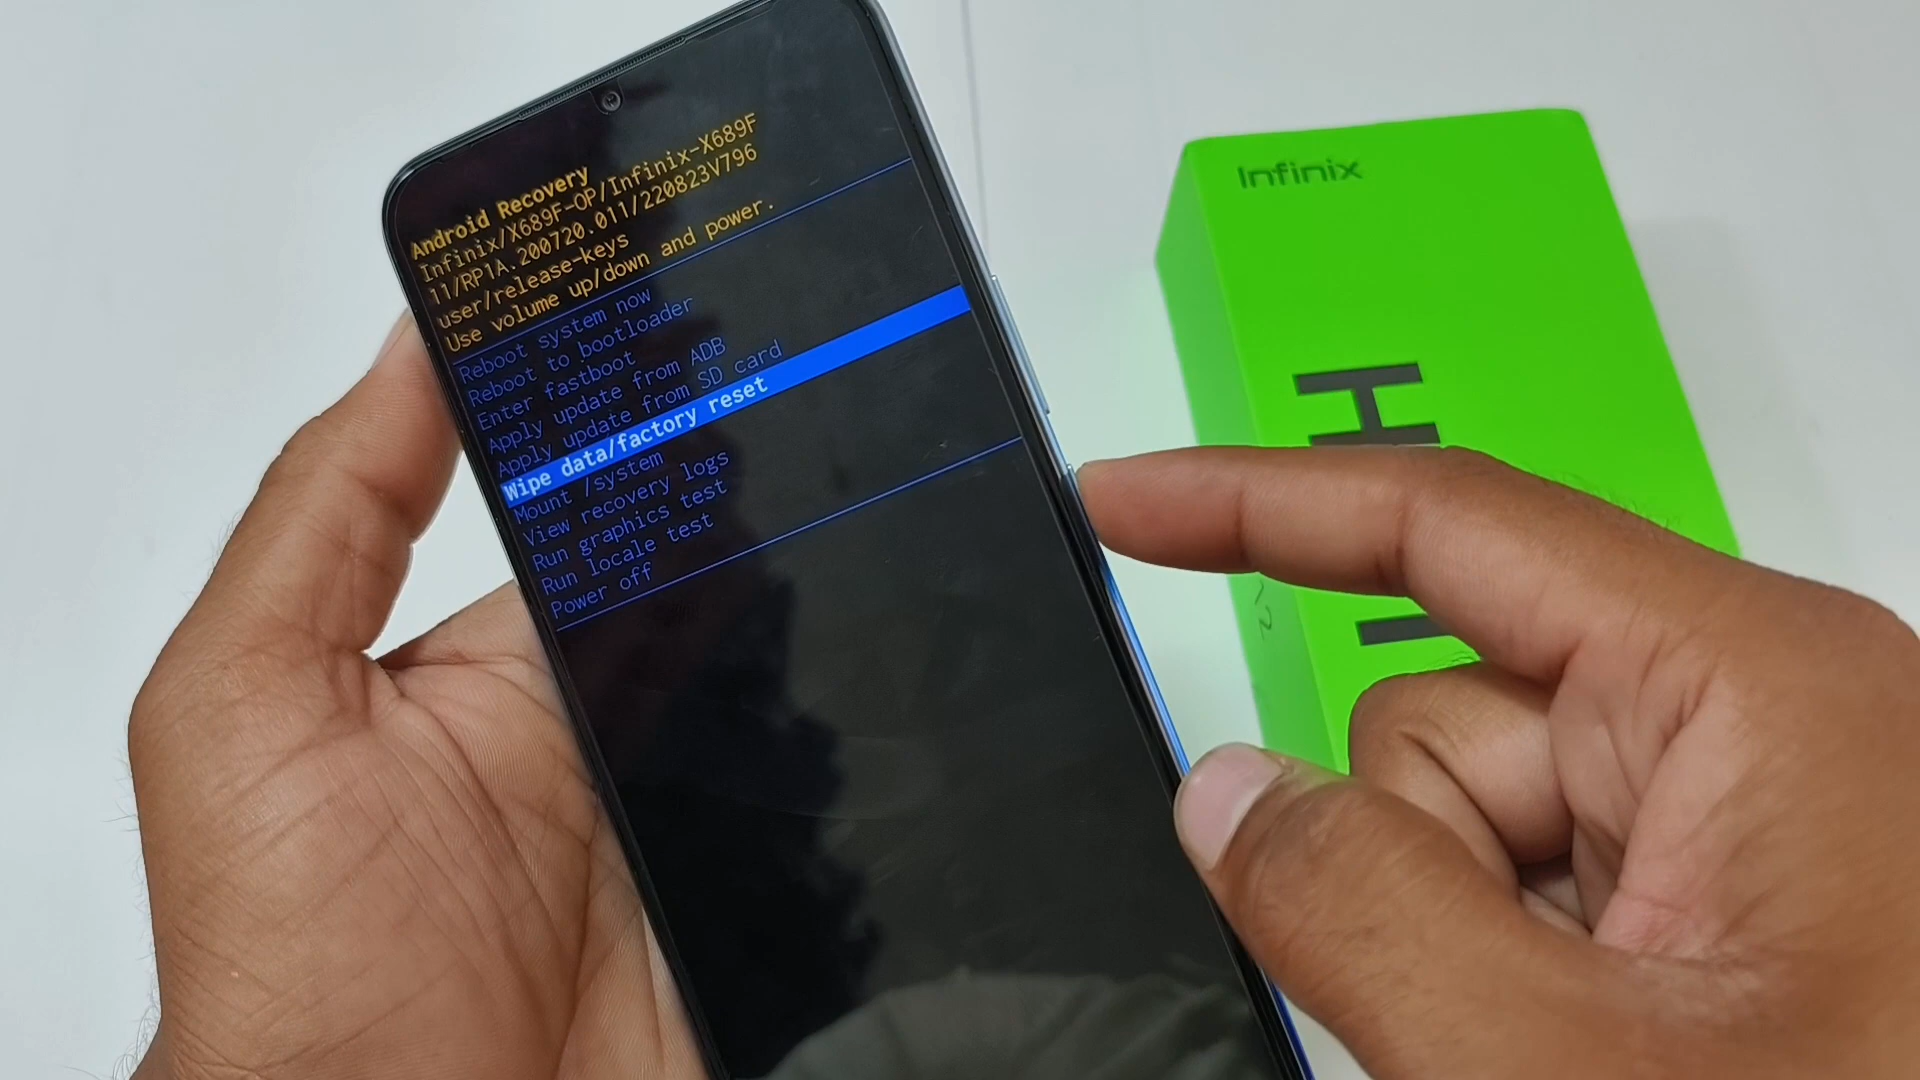 Android Recovery
Infinix/X689F-OP/Infinix-X689F
11/RP1A.200720.011/220823V796
user/release-keys
Use volume up/down and power.
Reboot system now
Reboot to bootloader
Enter fastboot
Apply update from ADB
Apply update from SD card
Wipe data/factory reset
Mount /system
View recovery logs
Run graphics test
Run locale test
Power off
Infinix
H